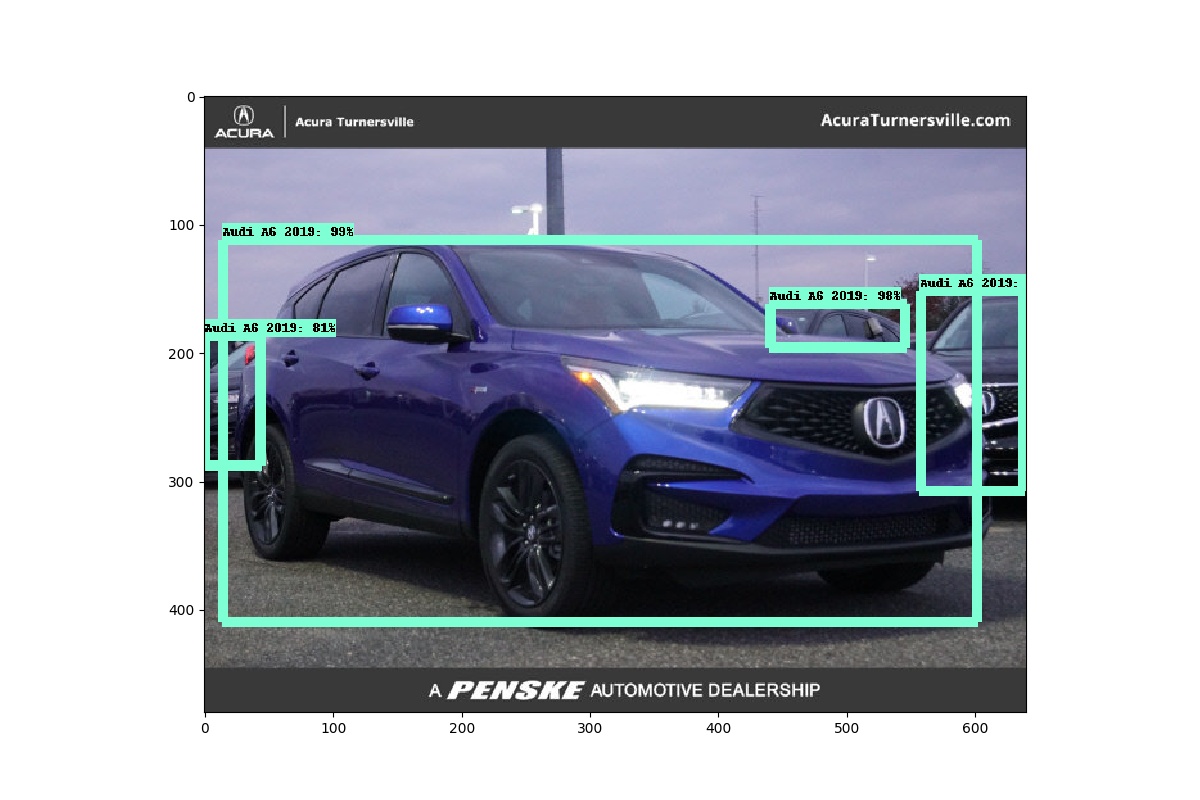 0
ACURA
Acura Turnersville
AcuraTurnersville.com
100
Audi A6 2019: 99%
Audi A6 2019:
Audi A6 2019: 98%
Audi A6 2019: 81%
200
300
400
A PENSKE AUTOMOTIVE DEALERSHIP
0 100 200 300 400 500 600